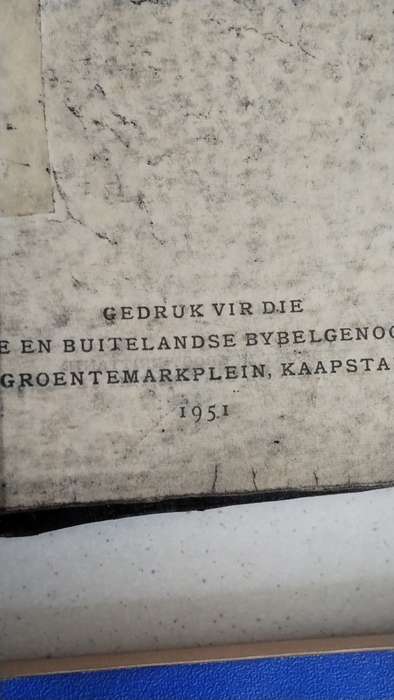 GEDRUK VIR DIE
E EN BUITELANDSE BYBELGENOO
GROENTEMARKPLEIN, KAAPSTA
1951